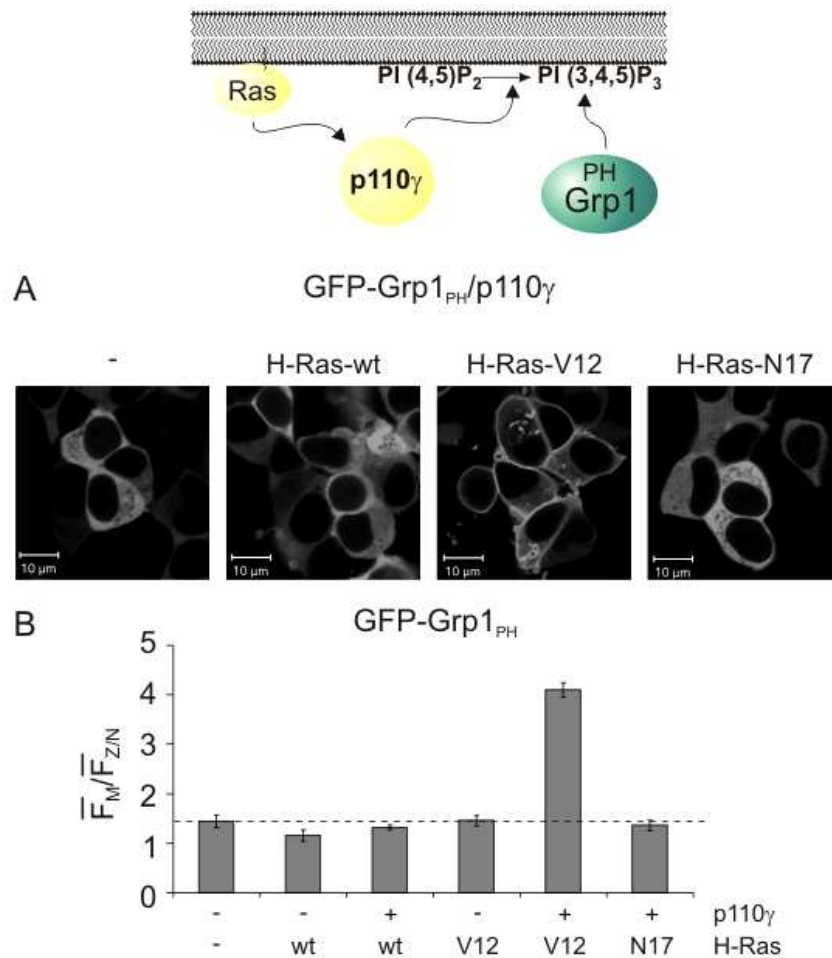 Ras
PI (4,5)P₂
PI (3,4,5)P₃
p110γ
PH
Grp1
A
GFP-Grp1PH/p110γ
- H-Ras-wt H-Ras-V12 H-Ras-N17
10 µm 10 µm 10 µm 10 µm
B
GFP-Grp1PH
5
4
3
2
1
0
F̅M/F̅Z/N
- - + - + + p110γ
- wt wt V12 V12 N17 H-Ras